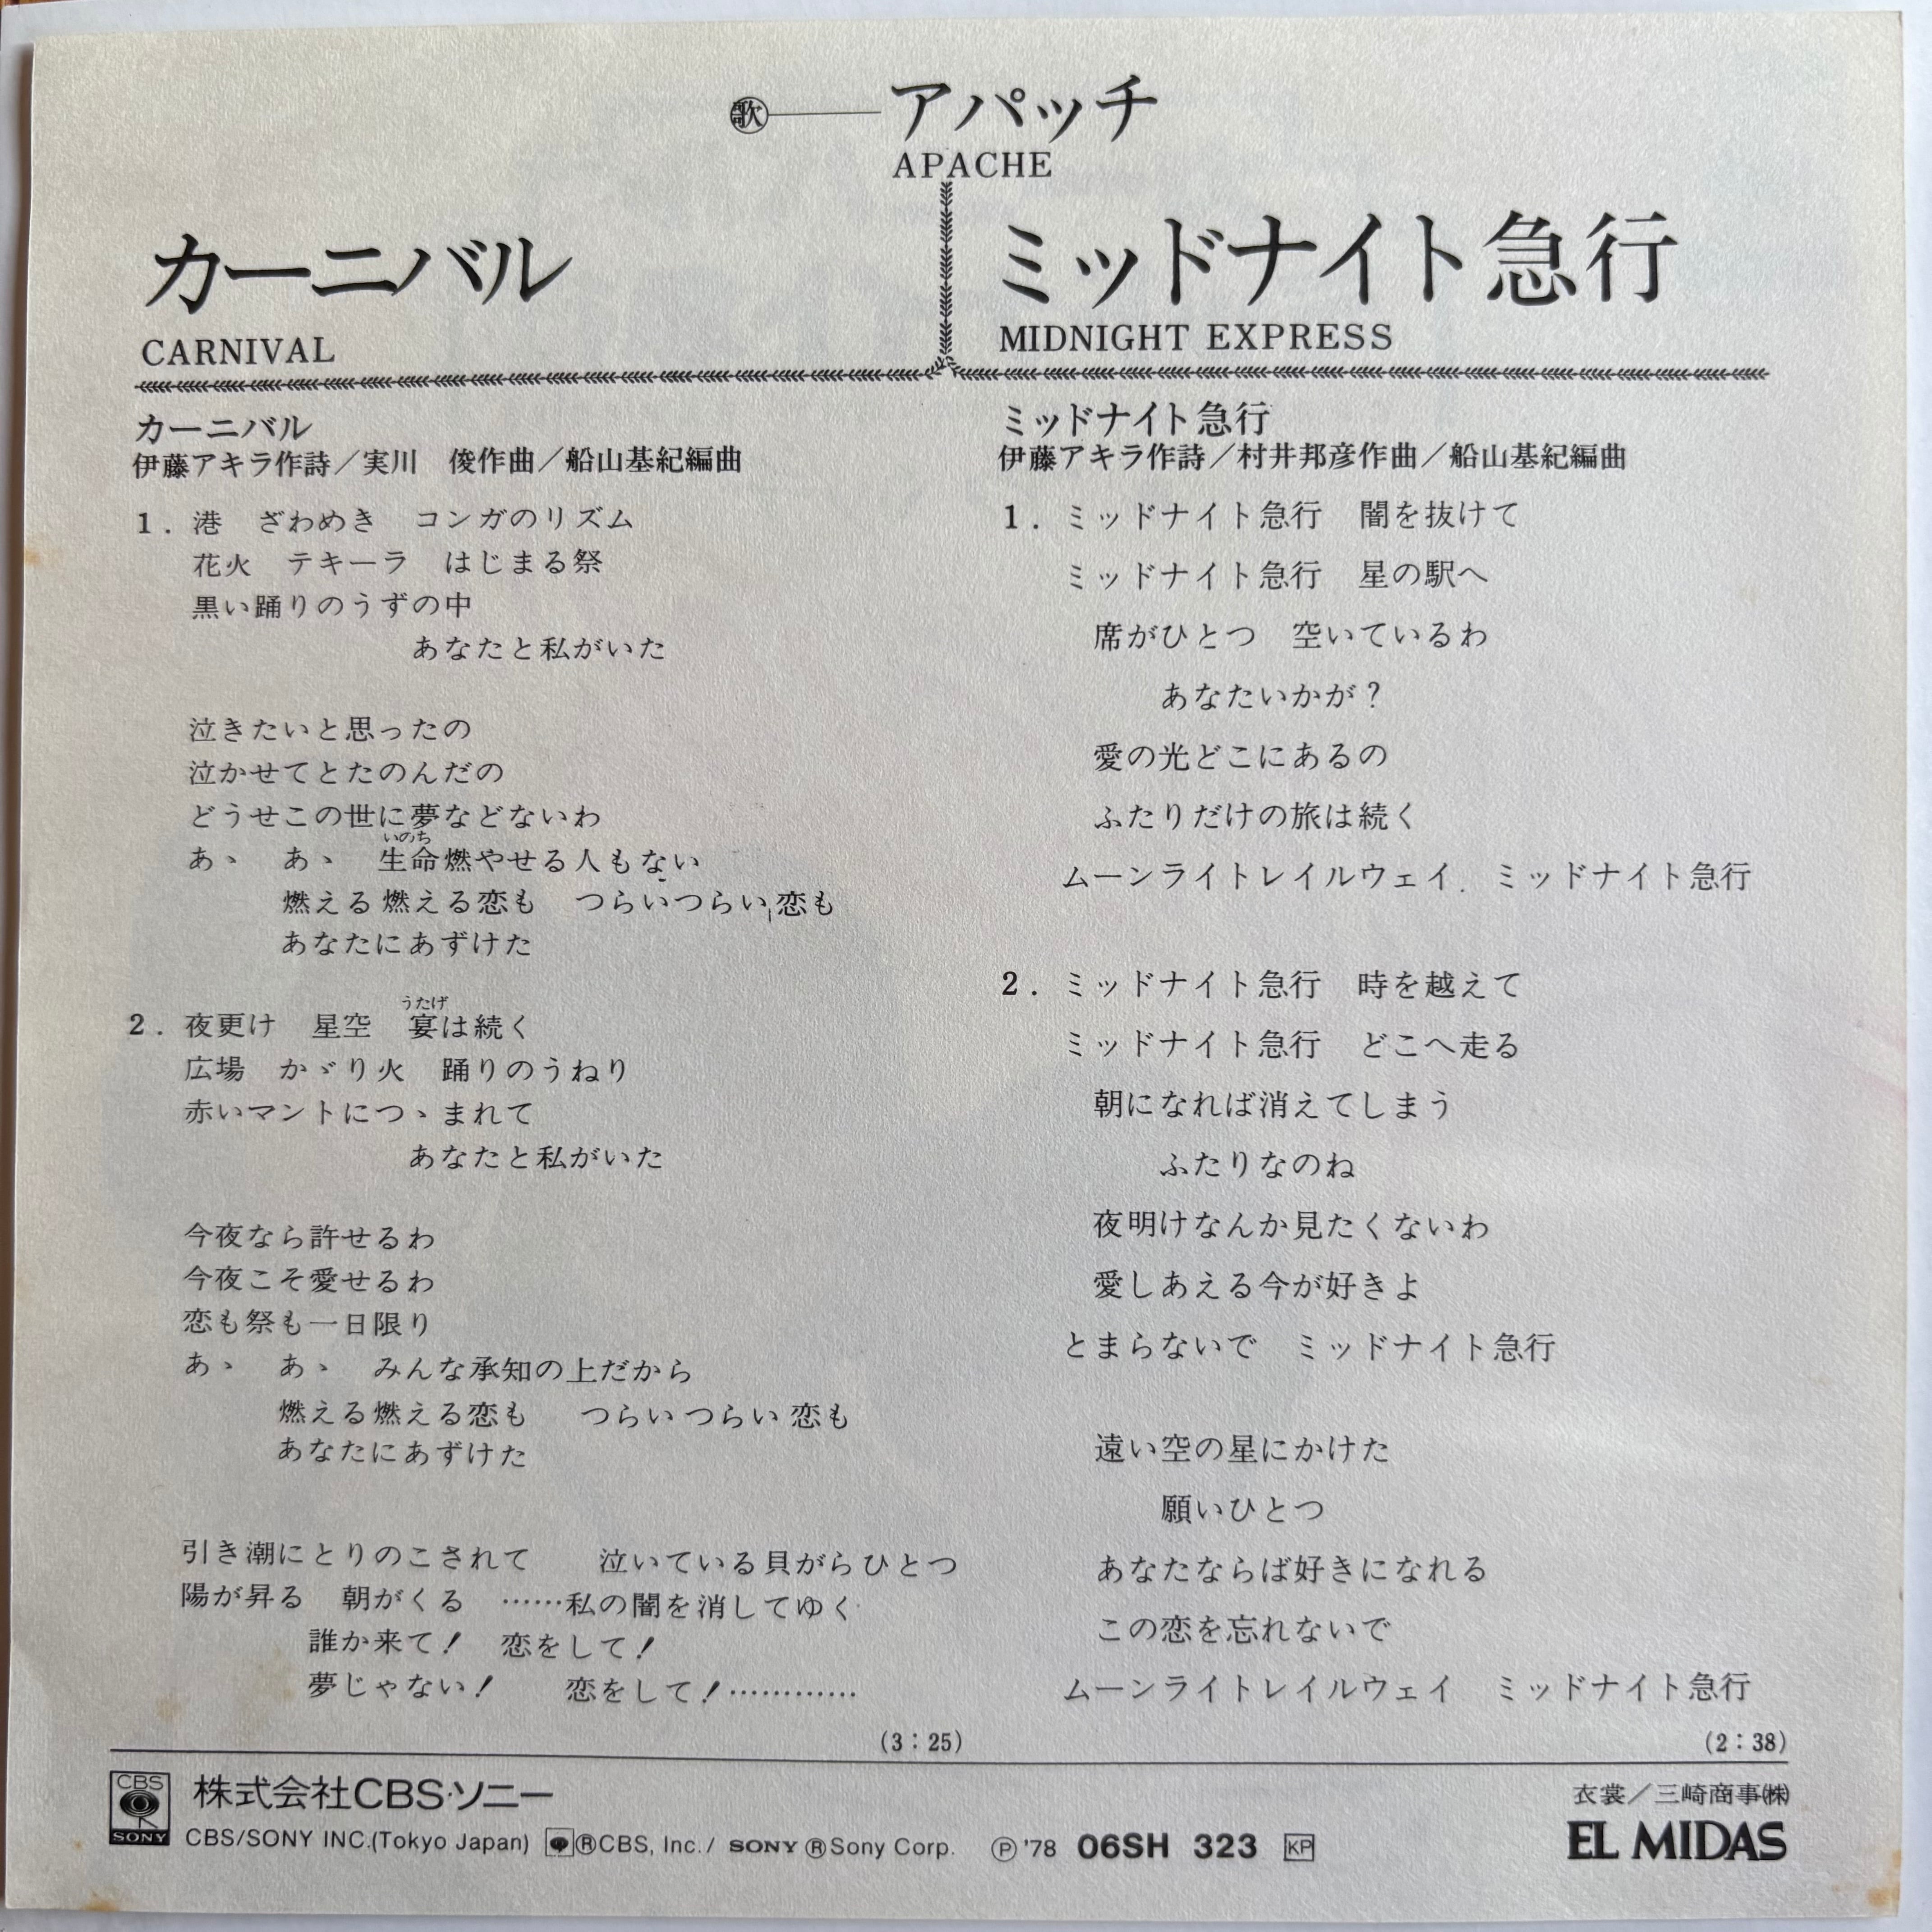 歌 アパッチ
APACHE
カーニバル
CARNIVAL
ミッドナイト急行
MIDNIGHT EXPRESS
カーニバル
伊藤アキラ作詩／実川　俊作曲／船山基紀編曲
1．港　ざわめき　コンガのリズム
花火　テキーラ　はじまる祭
黒い踊りのうずの中
あなたと私がいた
泣きたいと思ったの
泣かせてとたのんだの
どうせこの世に夢などないわ
いのち
あゝ　あゝ　生命燃やせる人もない
燃える燃える恋も　つらいつらい恋も
あなたにあずけた
うたげ
2．夜更け　星空　宴は続く
広場　かゞり火　踊りのうねり
赤いマントにつゝまれて
あなたと私がいた
今夜なら許せるわ
今夜こそ愛せるわ
恋も祭も一日限り
あゝ　あゝ　みんな承知の上だから
燃える燃える恋も　つらいつらい恋も
あなたにあずけた
引き潮にとりのこされて　泣いている貝がらひとつ
陽が昇る　朝がくる　……私の闇を消してゆく
誰か来て！　恋をして！
夢じゃない！　恋をして！…………
(3：25)
ミッドナイト急行
伊藤アキラ作詩／村井邦彦作曲／船山基紀編曲
1．ミッドナイト急行　闇を抜けて
ミッドナイト急行　星の駅へ
席がひとつ　空いているわ
あなたいかが？
愛の光どこにあるの
ふたりだけの旅は続く
ムーンライトレイルウェイ　ミッドナイト急行
2．ミッドナイト急行　時を越えて
ミッドナイト急行　どこへ走る
朝になれば消えてしまう
ふたりなのね
夜明けなんか見たくないわ
愛しあえる今が好きよ
とまらないで　ミッドナイト急行
遠い空の星にかけた
願いひとつ
あなたならば好きになれる
この恋を忘れないで
ムーンライトレイルウェイ　ミッドナイト急行
(2：38)
CBS
SONY
株式会社CBS・ソニー
CBS/SONY INC.(Tokyo Japan) ®CBS, Inc./ SONY ®Sony Corp. Ⓟ'78 06SH 323 KP
衣裳／三崎商事㈱
EL MIDAS